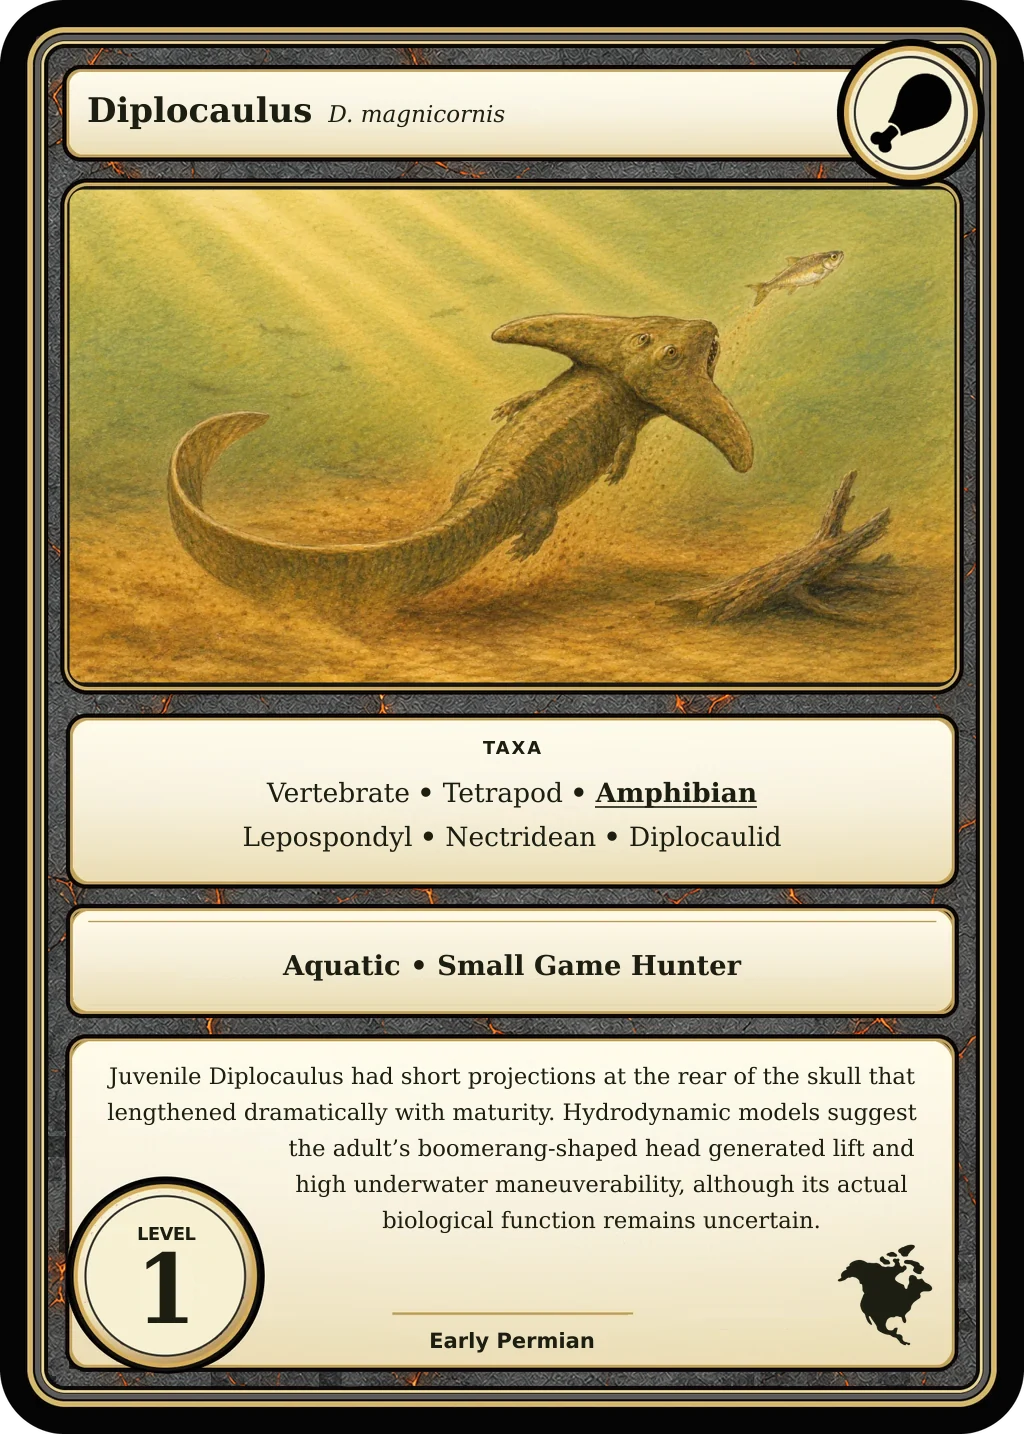 Diplocaulus D. magnicornis
TAXA
Vertebrate • Tetrapod • Amphibian
Lepospondyl • Nectridean • Diplocaulid
Aquatic • Small Game Hunter
Juvenile Diplocaulus had short projections at the rear of the skull that
lengthened dramatically with maturity. Hydrodynamic models suggest
the adult’s boomerang-shaped head generated lift and
high underwater maneuverability, although its actual
biological function remains uncertain.
LEVEL
1
Early Permian